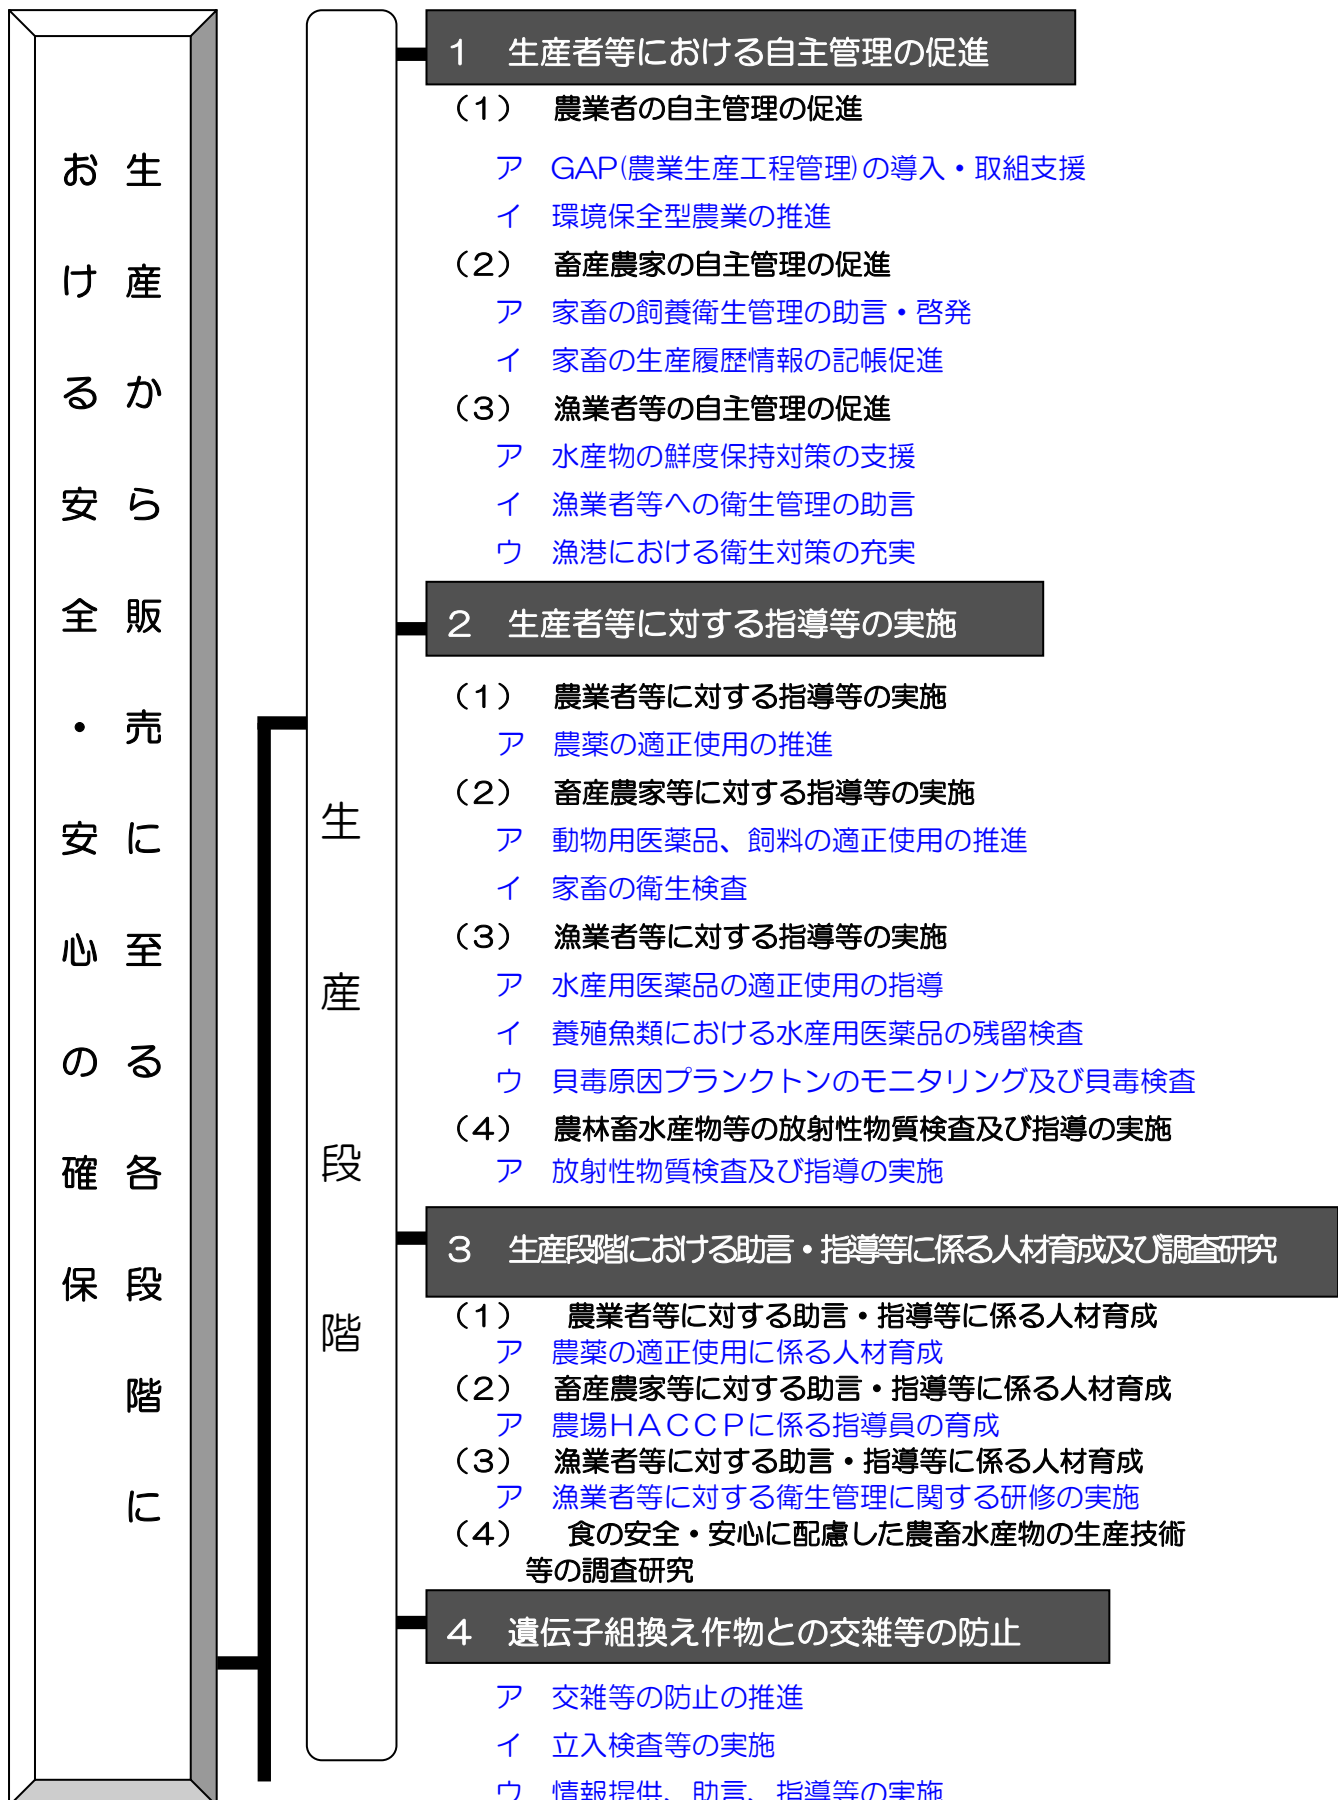 生産から販売に至る各段階に
おける安全・安心の確保
生産段階
１　生産者等における自主管理の促進
（１）　農業者の自主管理の促進
ア　GAP(農業生産工程管理)の導入・取組支援
イ　環境保全型農業の推進
（２）　畜産農家の自主管理の促進
ア　家畜の飼養衛生管理の助言・啓発
イ　家畜の生産履歴情報の記帳促進
（３）　漁業者等の自主管理の促進
ア　水産物の鮮度保持対策の支援
イ　漁業者等への衛生管理の助言
ウ　漁港における衛生対策の充実
２　生産者等に対する指導等の実施
（１）　農業者等に対する指導等の実施
ア　農薬の適正使用の推進
（２）　畜産農家等に対する指導等の実施
ア　動物用医薬品、飼料の適正使用の推進
イ　家畜の衛生検査
（３）　漁業者等に対する指導等の実施
ア　水産用医薬品の適正使用の指導
イ　養殖魚類における水産用医薬品の残留検査
ウ　貝毒原因プランクトンのモニタリング及び貝毒検査
（４）　農林畜水産物等の放射性物質検査及び指導の実施
ア　放射性物質検査及び指導の実施
３　生産段階における助言・指導等に係る人材育成及び調査研究
（１）　農業者等に対する助言・指導等に係る人材育成
ア　農薬の適正使用に係る人材育成
（２）　畜産農家等に対する助言・指導等に係る人材育成
ア　農場ＨＡＣＣＰに係る指導員の育成
（３）　漁業者等に対する助言・指導等に係る人材育成
ア　漁業者等に対する衛生管理に関する研修の実施
（４）　食の安全・安心に配慮した農畜水産物の生産技術
等の調査研究
４　遺伝子組換え作物との交雑等の防止
ア　交雑等の防止の推進
イ　立入検査等の実施
ウ　情報提供、助言、指導等の実施